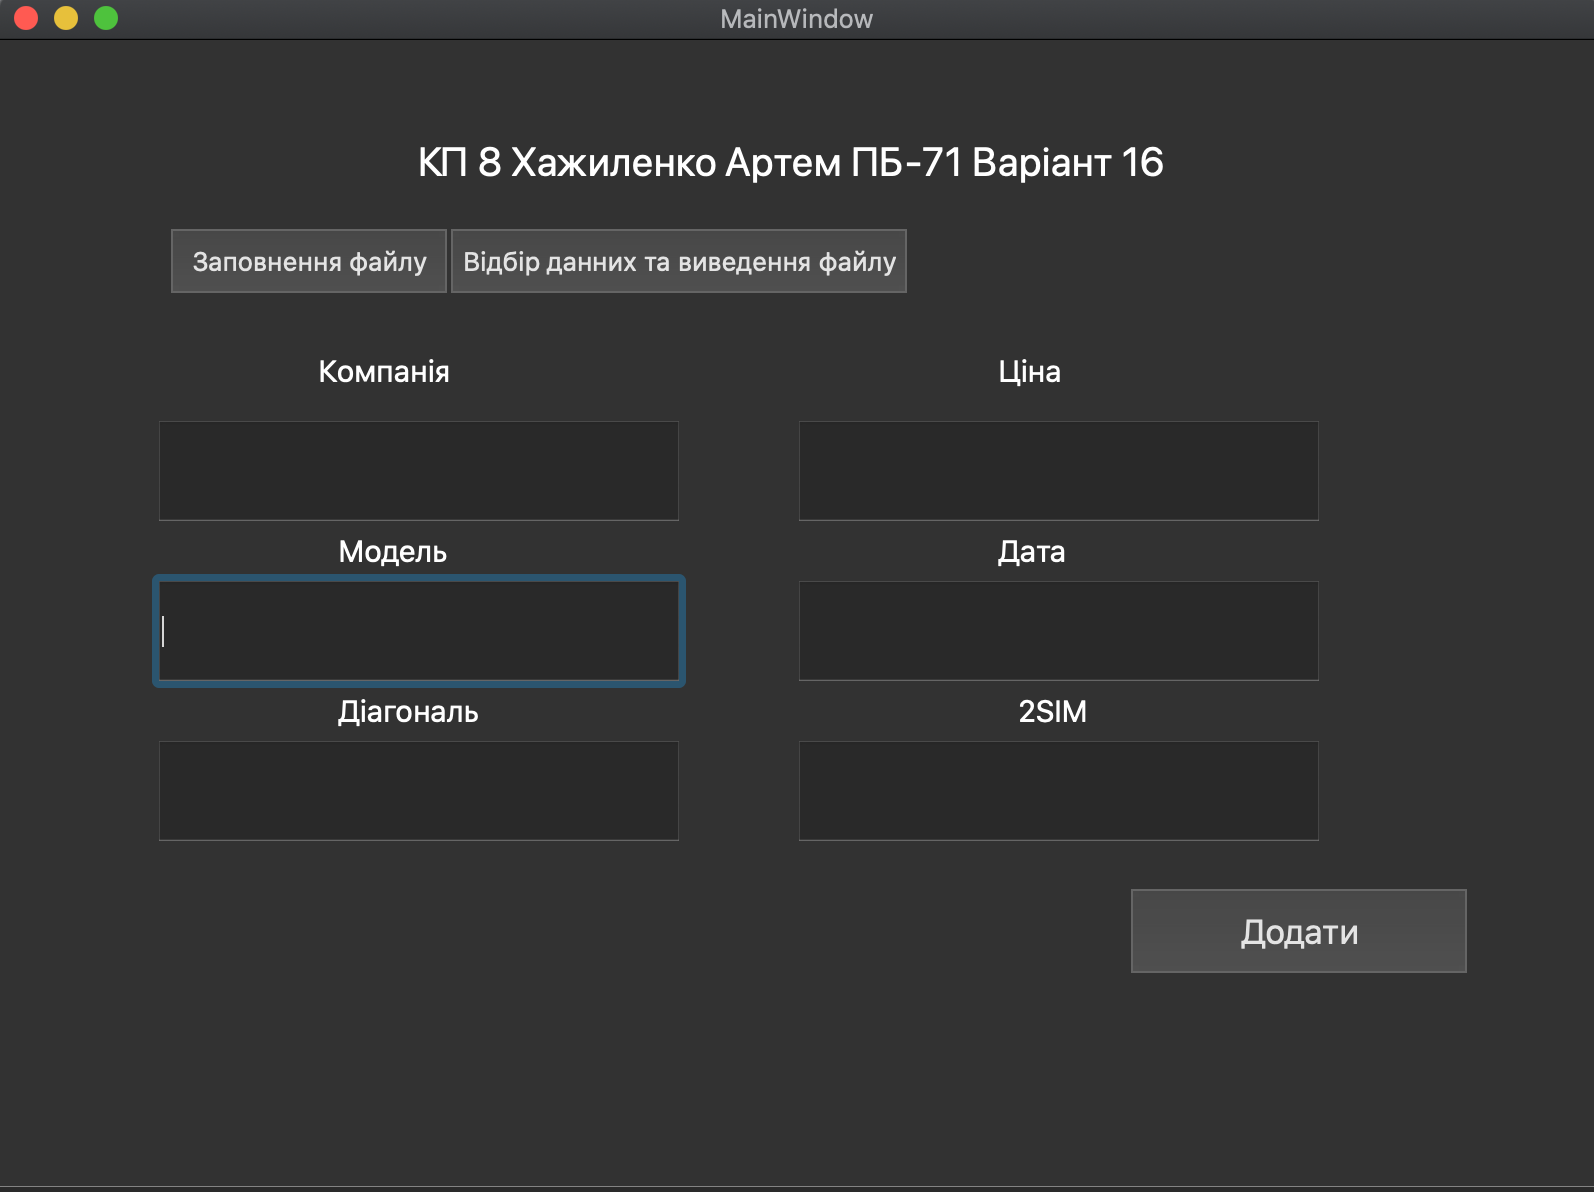 MainWindow
КП 8 Хажиленко Артем ПБ-71 Варіант 16
Заповнення файлу Відбір данних та виведення файлу
Компанія Ціна
Модель Дата
Діагональ 2SIM
Додати